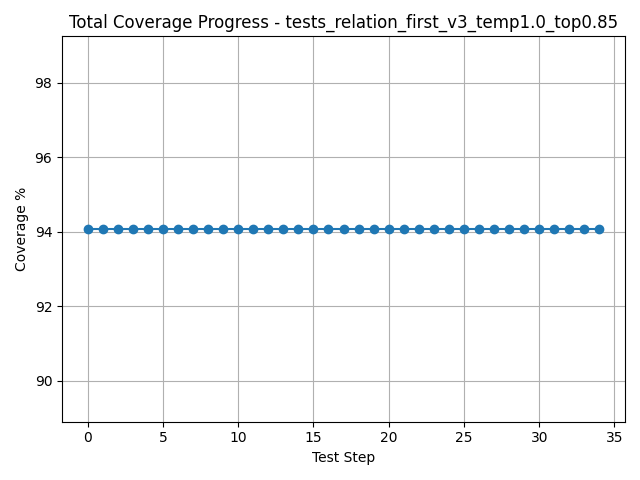 Total Coverage Progress - tests_relation_first_v3_temp1.0_top0.85
98
96
94
92
90
Coverage %
0 5 10 15 20 25 30 35
Test Step